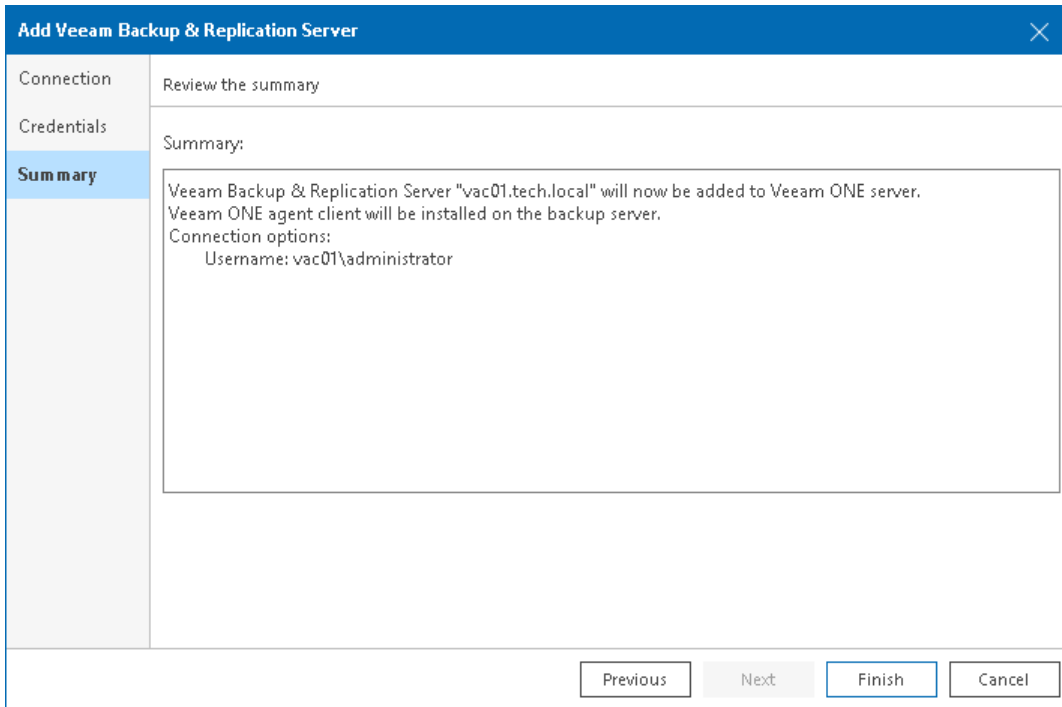 Add Veeam Backup & Replication Server
Connection
Review the summary
Credentials
Summary:
Summary
Veeam Backup & Replication Server "vac01.tech.local" will now be added to Veeam ONE server.
Veeam ONE agent client will be installed on the backup server.
Connection options:
Username: vac01\administrator
Previous
Next
Finish
Cancel